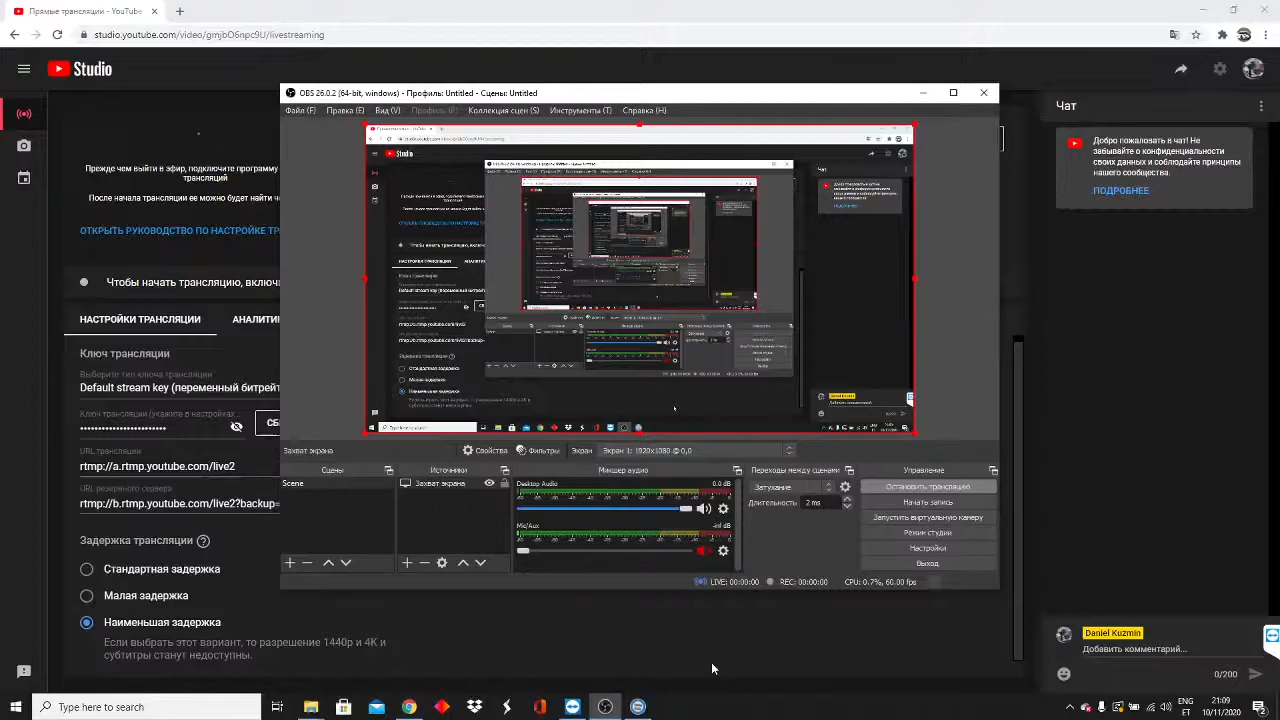 Прямые трансляции - YouTube
studio.youtube.com/video/gmjbO6npc9U/livestreaming
Studio
OBS 26.0.2 (64-bit, windows) - Профиль: Untitled - Сцены: Untitled
Файл (F)
Правка (E)
Вид (V)
Профиль (P)
Коллекция сцен (S)
Инструменты (T)
Справка (H)
Чат
Добро пожаловать в чат! Не
забывайте о конфиденциальности
своих данных и соблюдайте принципы
нашего сообщества.
ПОДРОБНЕЕ
Прежде чем выйти в эфир, подключите программу
трансляции
ОТКРЫТЬ РУКОВОДСТВО ПО НАСТРОЙКЕ ТР
Чтобы начать трансляцию, включи
НАСТРОЙКИ ТРАНСЛЯЦИИ
АНАЛИТИ
Ключ трансляции
Выберите тип ключа трансляции.
Default stream key (переменный битрейт
Ключ трансляции (укажите в настройках
СБ
URL трансляции
rtmp://a.rtmp.youtube.com/live2
URL резервного сервера
rtmp://b.rtmp.youtube.com/live2?backup=
Задержка трансляции
Стандартная задержка
Малая задержка
Наименьшая задержка
Если выбрать этот вариант, то разрешение 1440p и 4K и
субтитры станут недоступны.
Захват экрана
Свойства
Фильтры
Экран
Экран 1: 1920x1080 @ 0,0
Сцены
Источники
Микшер аудио
Переходы между сценами
Управление
Scene
Захват экрана
Desktop Audio
0.0 dB
Mic/Aux
-inf dB
Затухание
Длительность
2 ms
Остановить трансляцию
Начать запись
Запустить виртуальную камеру
Режим студии
Настройки
Выход
LIVE: 00:00:00
REC: 00:00:00
CPU: 0.7%, 60.00 fps
Daniel Kuzmin
Добавить комментарий...
0/200
Type here to search
ENG
ET
21:09
10/11/2020